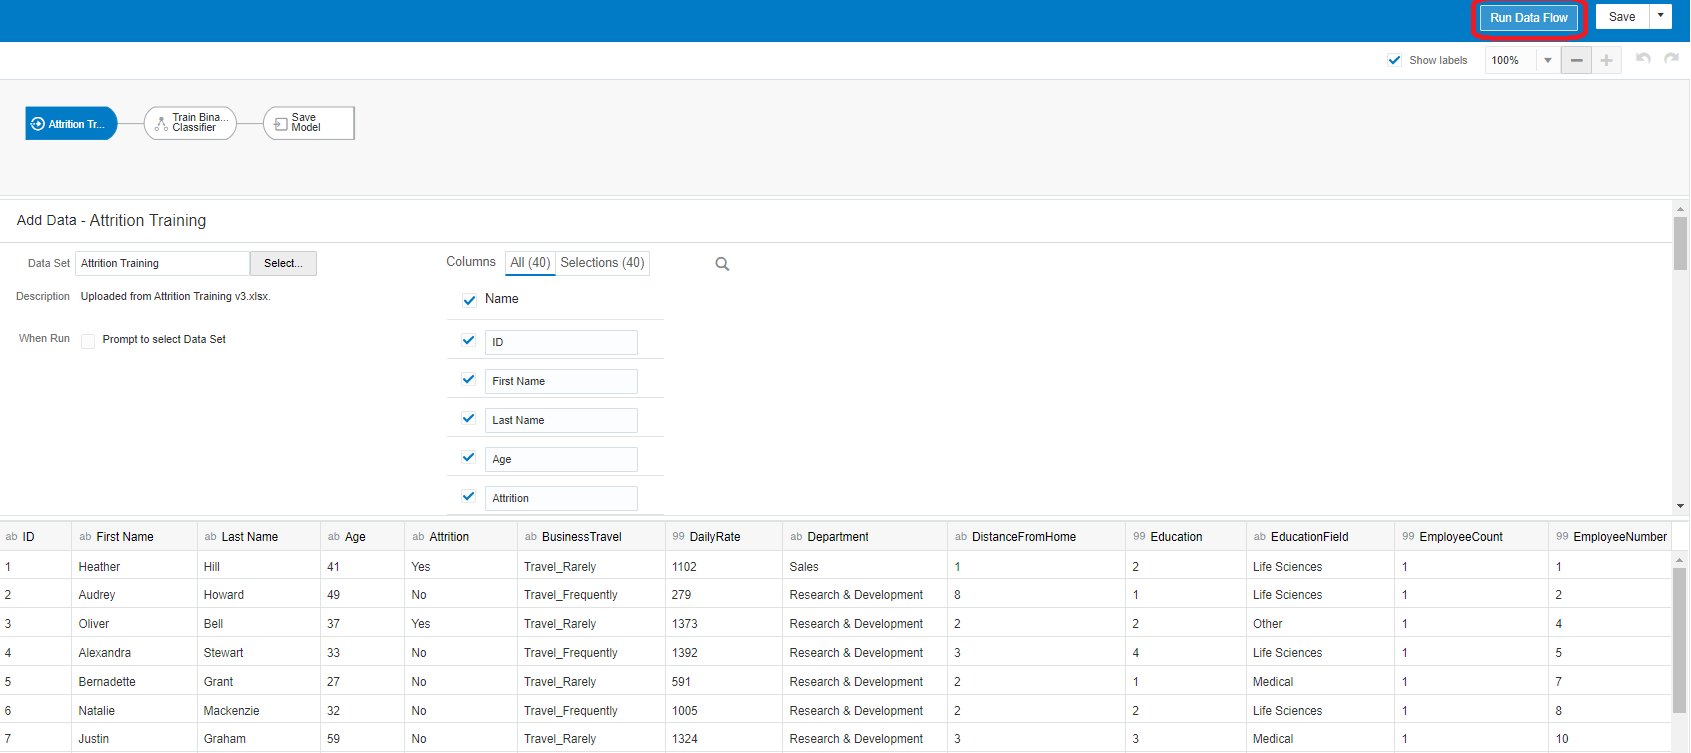 Run Data Flow Save
Show labels 100%
Attrition Tr... Train Bina... Classifier Save Model
Add Data - Attrition Training
Data Set Attrition Training Select...
Description Uploaded from Attrition Training v3.xlsx.
When Run Prompt to select Data Set
Columns All (40) Selections (40)
Name
ID
First Name
Last Name
Age
Attrition
ab ID ab First Name ab Last Name ab Age ab Attrition ab BusinessTravel 99 DailyRate ab Department ab DistanceFromHome 99 Education ab EducationField 99 EmployeeCount 99 EmployeeNumber
1 Heather Hill 41 Yes Travel_Rarely 1102 Sales 1 2 Life Sciences 1 1
2 Audrey Howard 49 No Travel_Frequently 279 Research & Development 8 1 Life Sciences 1 2
3 Oliver Bell 37 Yes Travel_Rarely 1373 Research & Development 2 2 Other 1 4
4 Alexandra Stewart 33 No Travel_Frequently 1392 Research & Development 3 4 Life Sciences 1 5
5 Bernadette Grant 27 No Travel_Rarely 591 Research & Development 2 1 Medical 1 7
6 Natalie Mackenzie 32 No Travel_Frequently 1005 Research & Development 2 2 Life Sciences 1 8
7 Justin Graham 59 No Travel_Rarely 1324 Research & Development 3 3 Medical 1 10